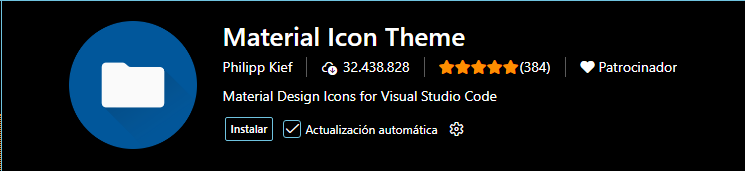 Material Icon Theme
Philipp Kief 32.438.828 (384) Patrocinador
Material Design Icons for Visual Studio Code
Instalar Actualización automática